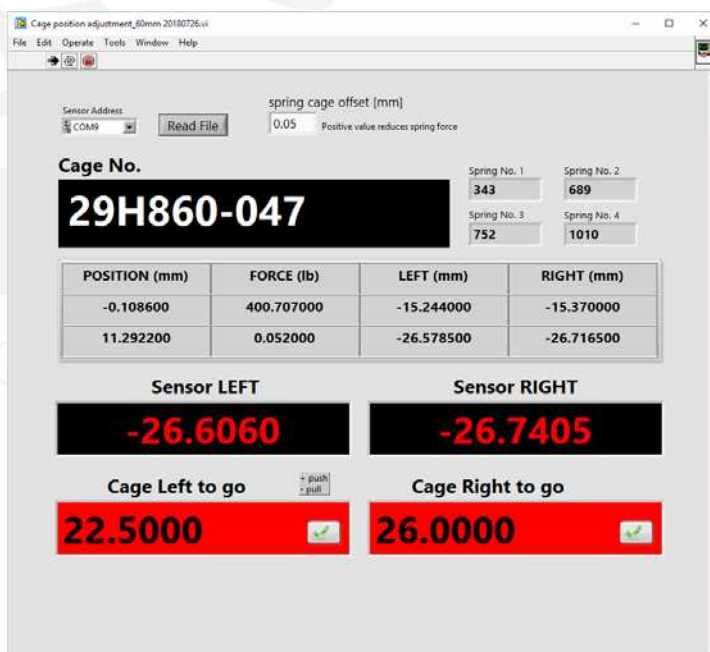 Cage position adjustment_60mm 20180726.vi
File Edit Operate Tools Window Help
Sensor Address
COM9
Read File
spring cage offset [mm]
0.05 Positive value reduces spring force
Cage No.
29H860-047
Spring No. 1 Spring No. 2
343 689
Spring No. 3 Spring No. 4
752 1010
POSITION (mm) FORCE (lb) LEFT (mm) RIGHT (mm)
-0.108600 400.707000 -15.244000 -15.370000
11.292200 0.052000 -26.578500 -26.716500
Sensor LEFT Sensor RIGHT
-26.6060 -26.7405
Cage Left to go + push Cage Right to go
- pull
22.5000 26.0000